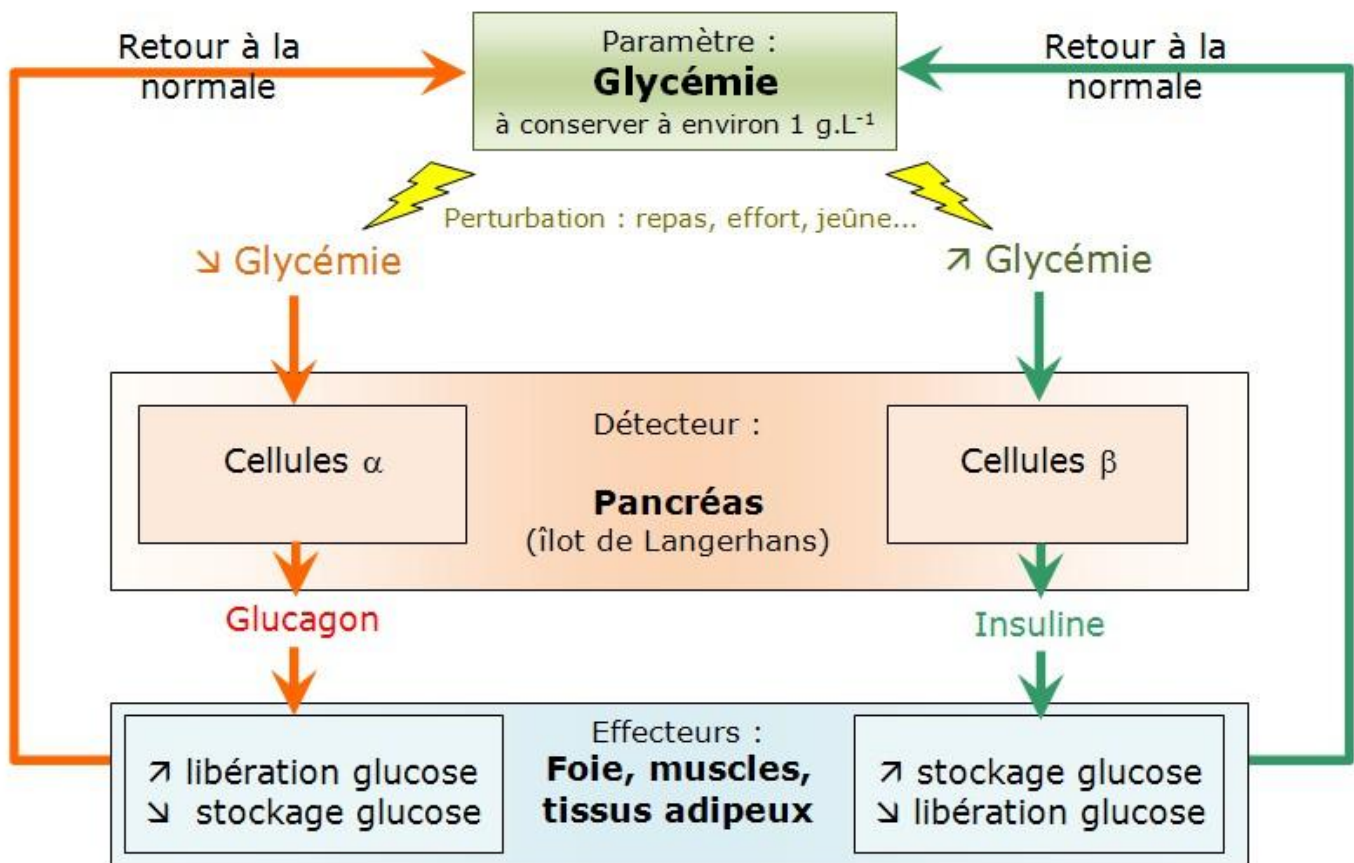 Retour à la
normale
Paramètre :
Glycémie
à conserver à environ 1 g.L⁻¹
Retour à la
normale
Perturbation : repas, effort, jeûne...
↘ Glycémie
↗ Glycémie
Cellules α
Détecteur :
Pancréas
(îlot de Langerhans)
Cellules β
Glucagon
Insuline
↗ libération glucose
↘ stockage glucose
Effecteurs :
Foie, muscles,
tissus adipeux
↗ stockage glucose
↘ libération glucose